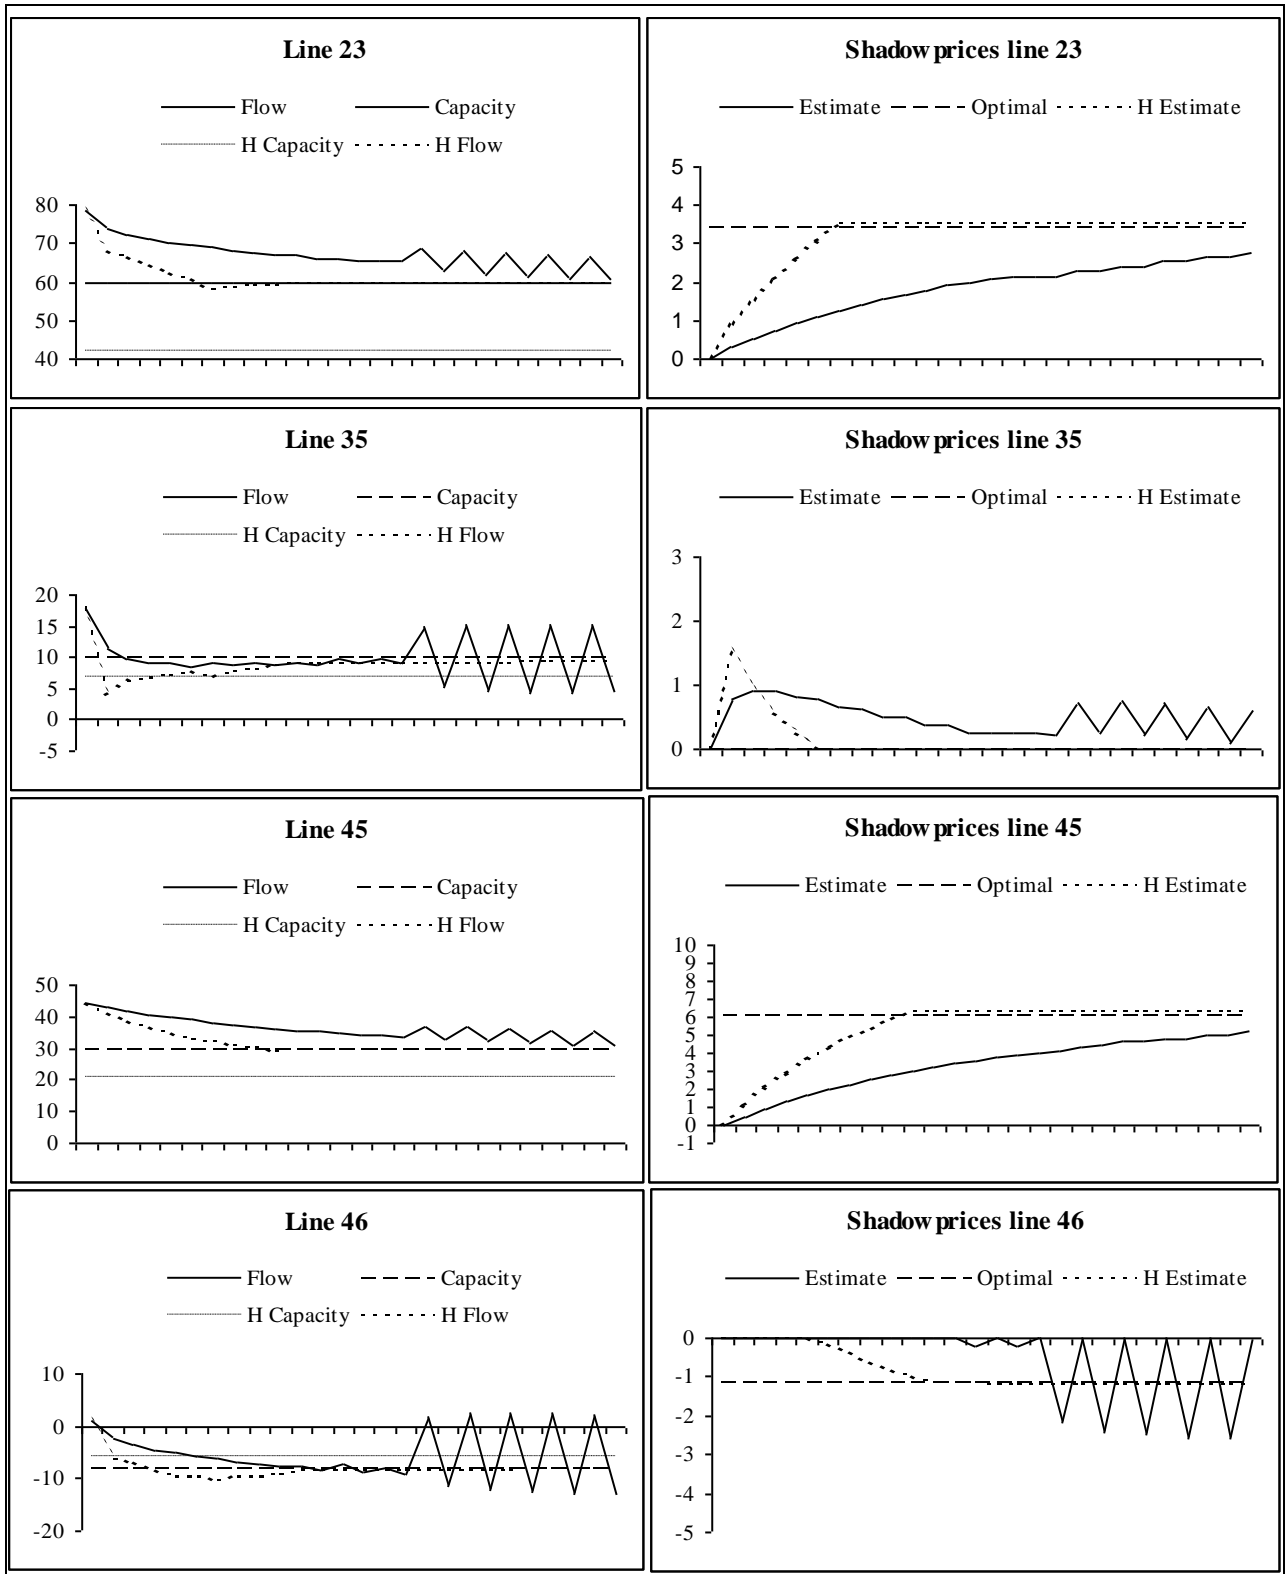 Line 23
Flow Capacity
H Capacity H Flow
80
70
60
50
40
Shadow prices line 23
Estimate Optimal H Estimate
5
4
3
2
1
0
Line 35
Flow Capacity
H Capacity H Flow
20
15
10
5
0
-5
Shadow prices line 35
Estimate Optimal H Estimate
3
2
1
0
Line 45
Flow Capacity
H Capacity H Flow
50
40
30
20
10
0
Shadow prices line 45
Estimate Optimal H Estimate
10
9
8
7
6
5
4
3
2
1
0
-1
Line 46
Flow Capacity
H Capacity H Flow
10
0
-10
-20
Shadow prices line 46
Estimate Optimal H Estimate
0
-1
-2
-3
-4
-5